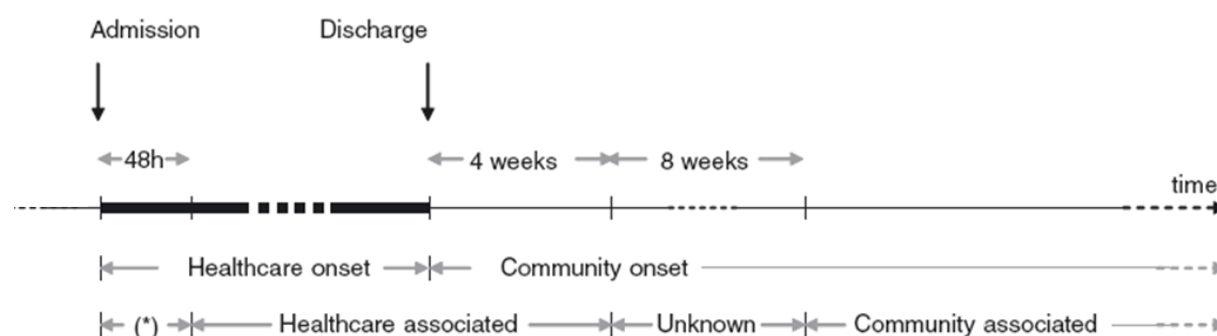 Admission Discharge
48h 4 weeks 8 weeks
time
Healthcare onset Community onset
(*) Healthcare associated Unknown Community associated